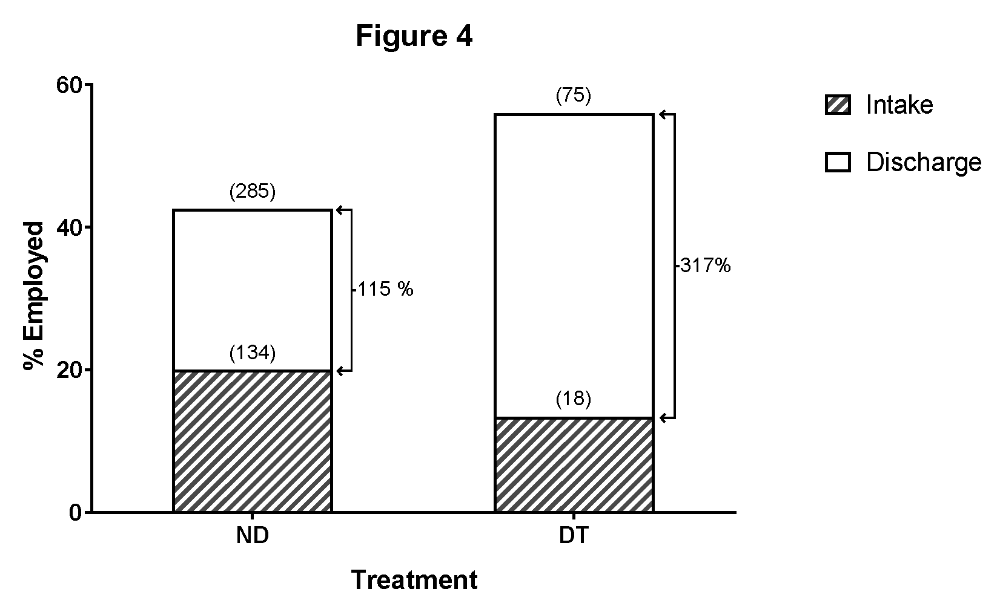 Figure 4
60
40
20
0
% Employed
(285)
(134)
115 %
(75)
(18)
317%
ND
DT
Treatment
Intake
Discharge